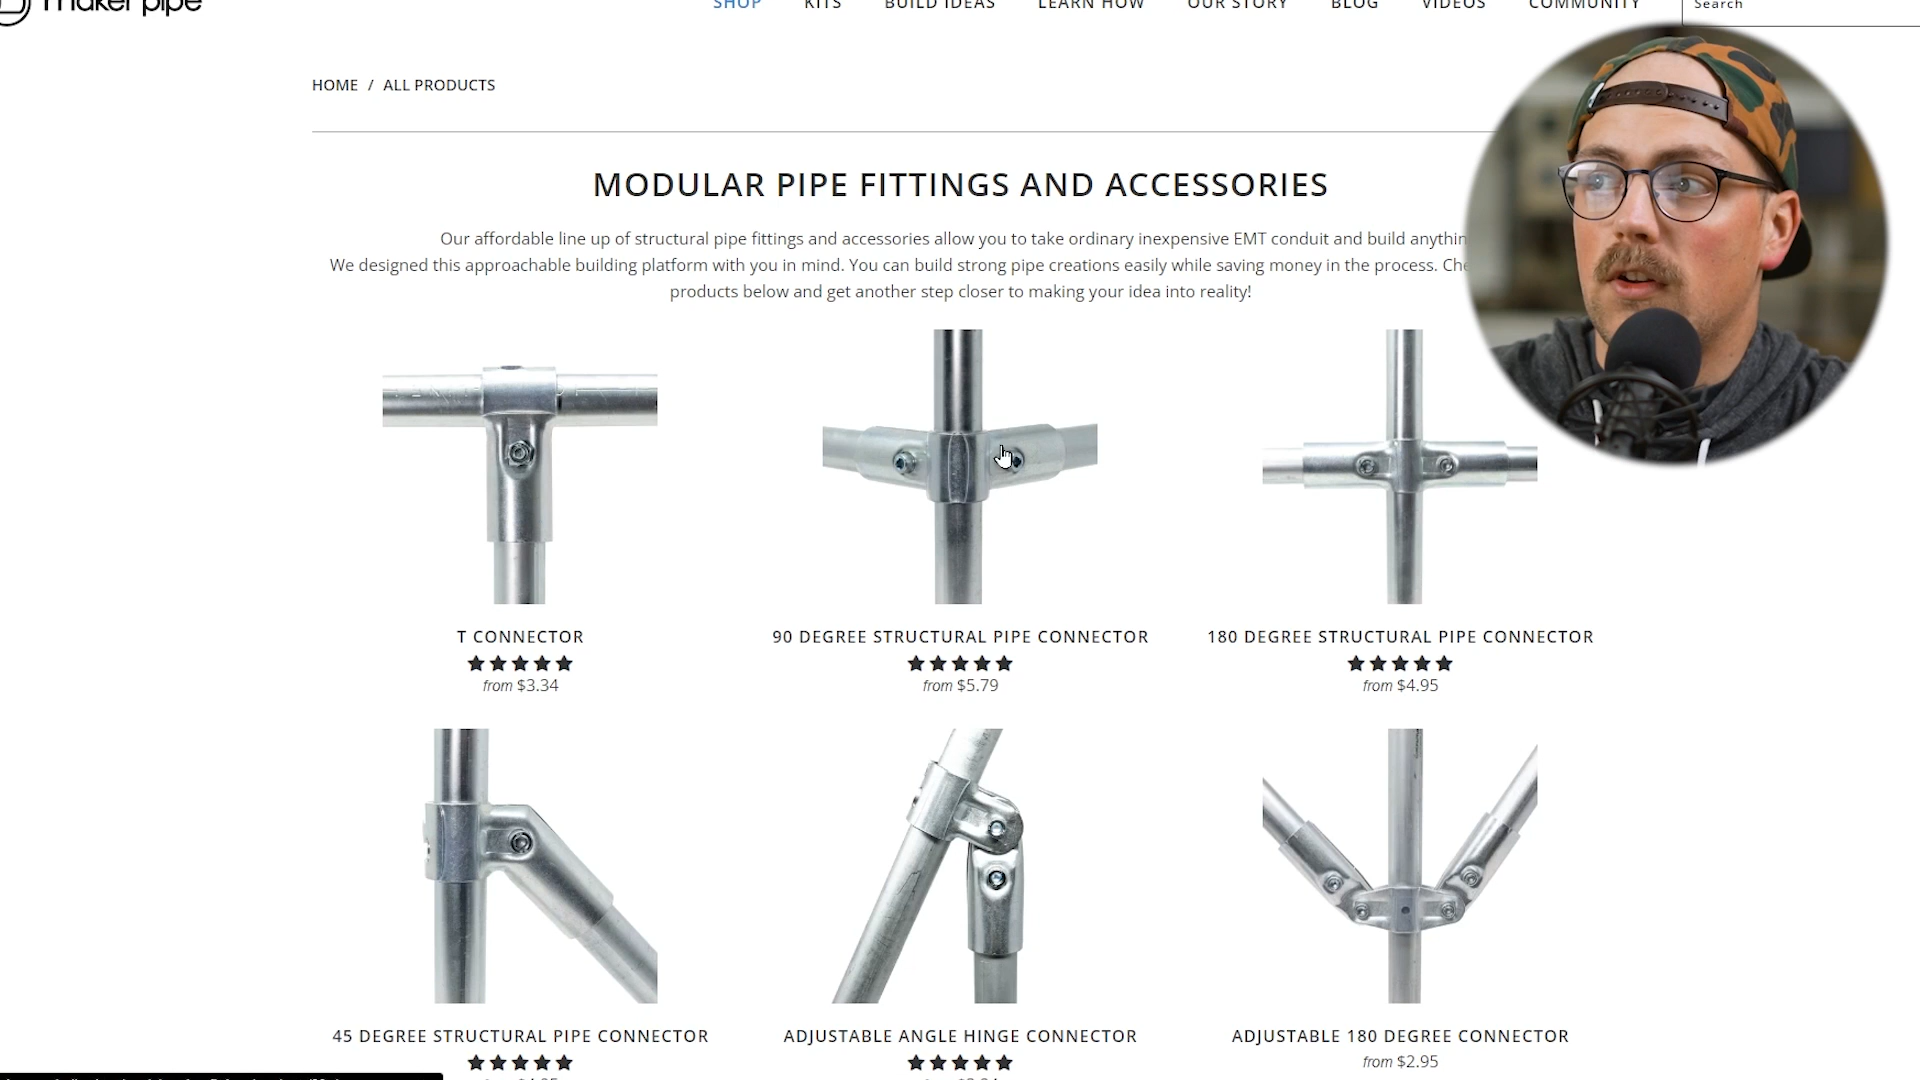 maker pipe
SHOP KITS BUILD IDEAS LEARN HOW OUR STORY BLOG VIDEOS COMMUNITY Search
HOME / ALL PRODUCTS
MODULAR PIPE FITTINGS AND ACCESSORIES
Our affordable line up of structural pipe fittings and accessories allow you to take ordinary inexpensive EMT conduit and build
We designed this approachable building platform with you in mind. You can build strong pipe creations easily while saving money in the process.
products below and get another step closer to making your idea into reality!
T CONNECTOR
from $3.34
90 DEGREE STRUCTURAL PIPE CONNECTOR
from $5.79
180 DEGREE STRUCTURAL PIPE CONNECTOR
from $4.95
45 DEGREE STRUCTURAL PIPE CONNECTOR
ADJUSTABLE ANGLE HINGE CONNECTOR
ADJUSTABLE 180 DEGREE CONNECTOR
from $2.95